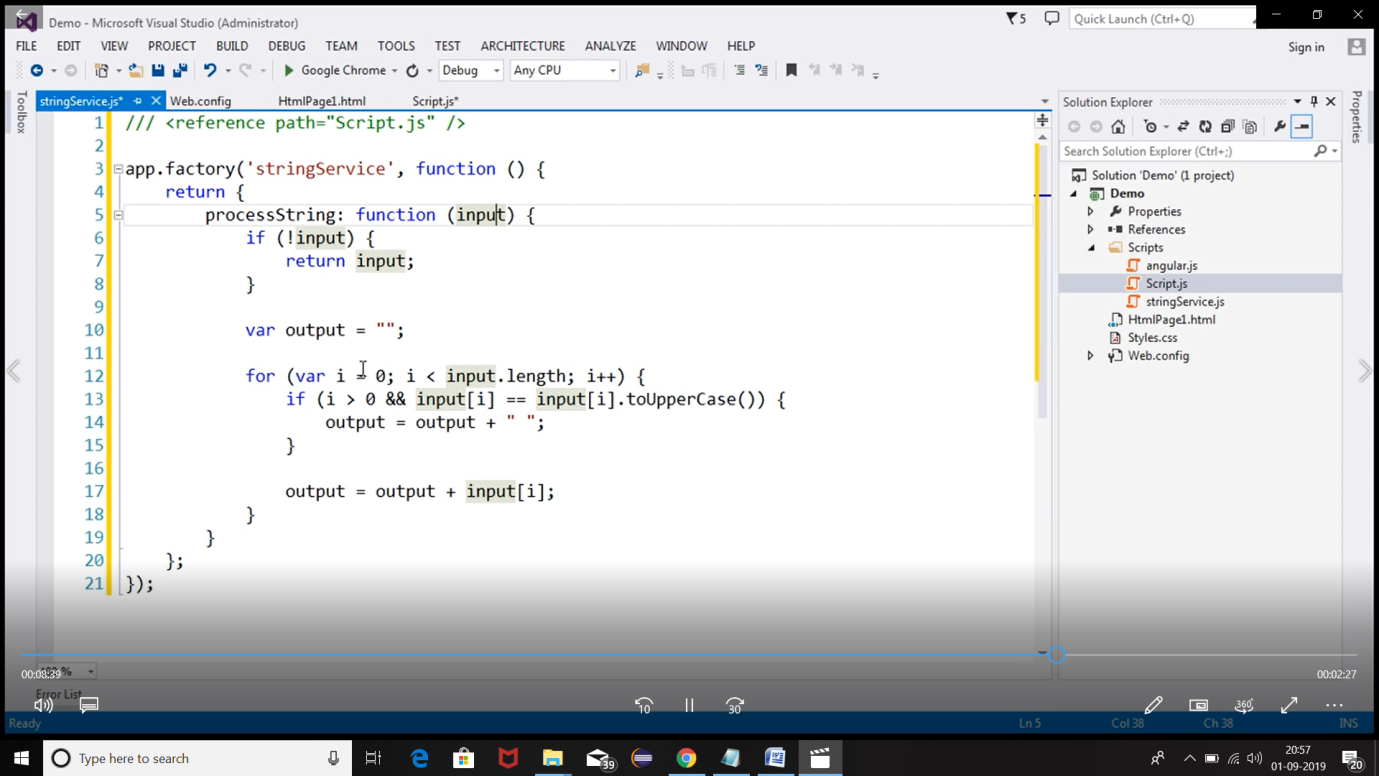 Demo - Microsoft Visual Studio (Administrator)
5
Quick Launch (Ctrl+Q)
FILE EDIT VIEW PROJECT BUILD DEBUG TEAM TOOLS TEST ARCHITECTURE ANALYZE WINDOW HELP
Sign in
Google Chrome Debug Any CPU
Toolbox
stringService.js* Web.config HtmlPage1.html Script.js*
1 /// <reference path="Script.js" />
2
3 app.factory('stringService', function () {
4 return {
5 processString: function (input) {
6 if (!input) {
7 return input;
8 }
9
10 var output = "";
11
12 for (var i = 0; i < input.length; i++) {
13 if (i > 0 && input[i] == input[i].toUpperCase()) {
14 output = output + " ";
15 }
16
17 output = output + input[i];
18 }
19 }
20 };
21 });
Solution Explorer
Search Solution Explorer (Ctrl+;)
Solution 'Demo' (1 project)
Demo
Properties
References
Scripts
angular.js
Script.js
stringService.js
HtmlPage1.html
Styles.css
Web.config
Properties
00:08:39
00:02:27
Error List
10
30
360°
Ready Ln 5 Col 38 Ch 38 INS
Type here to search
39
20:57
01-09-2019
20